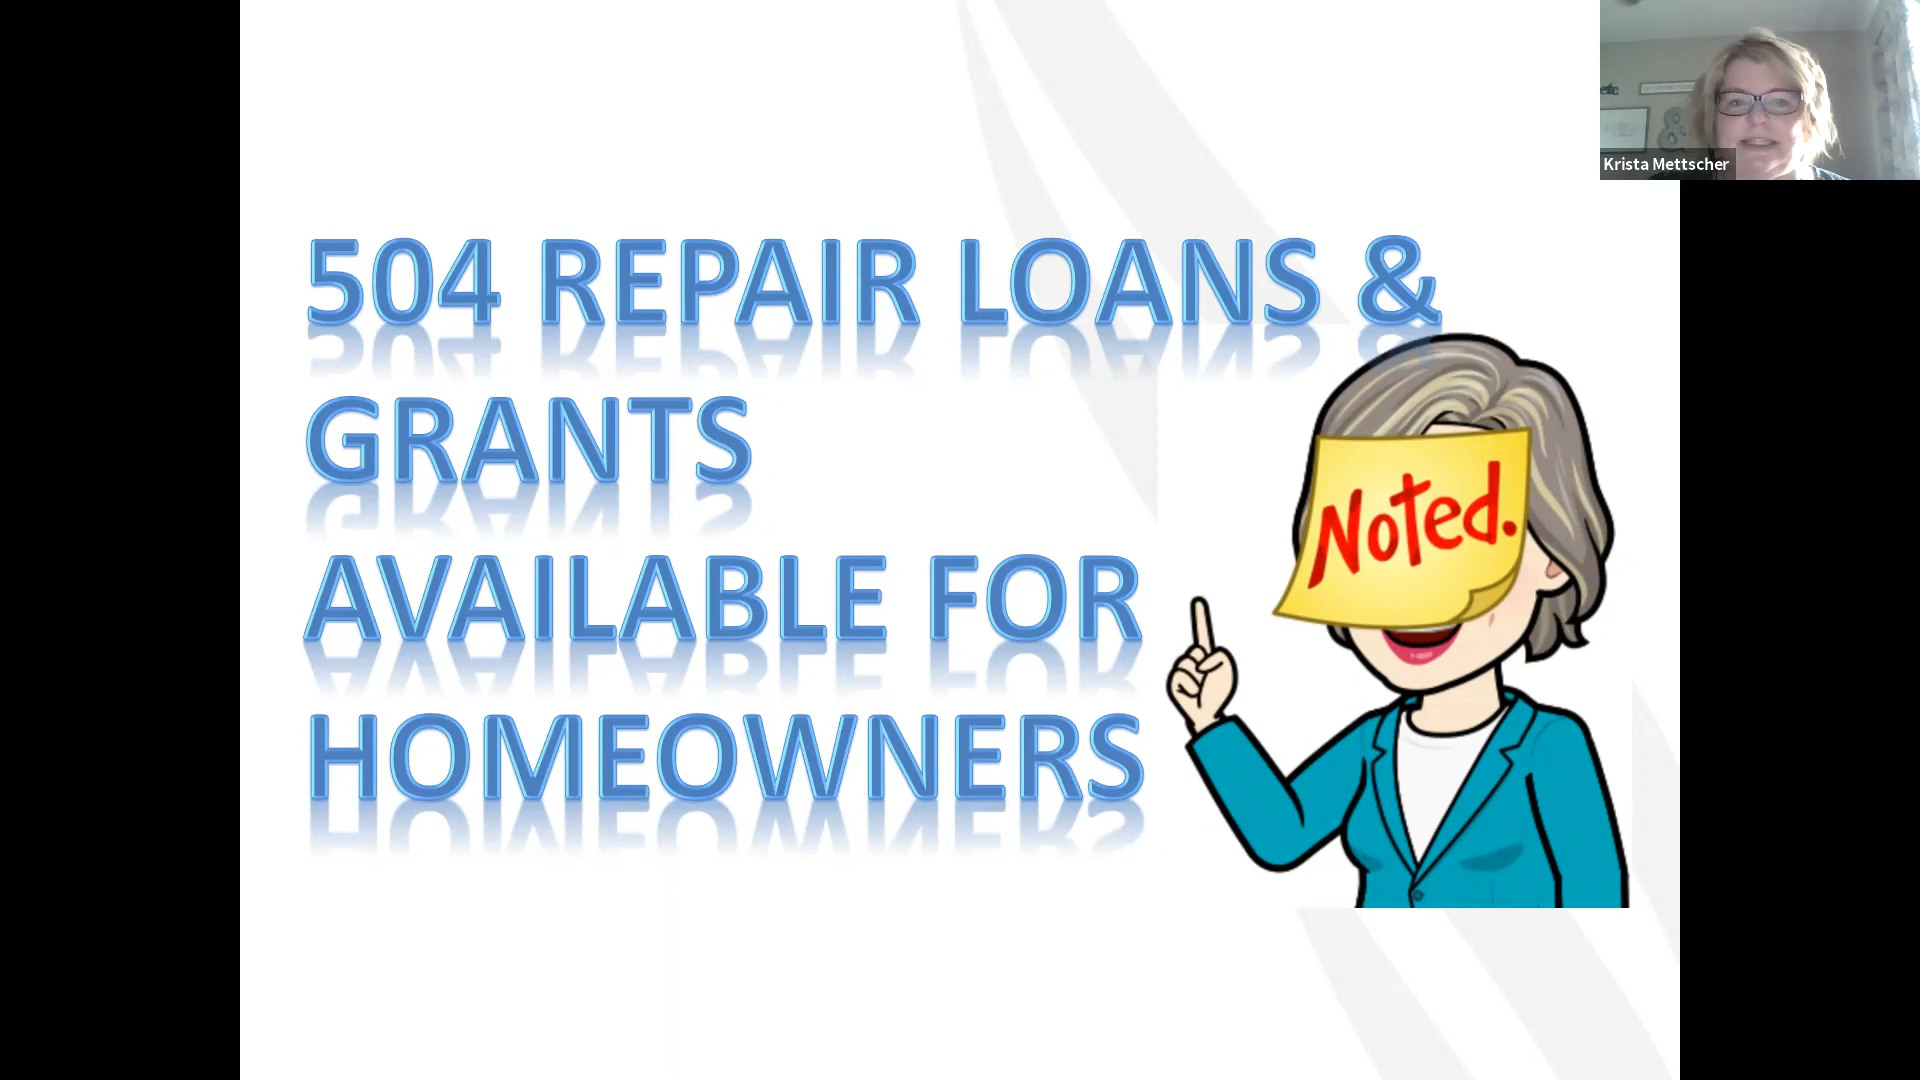 Krista Mettscher
504 REPAIR LOANS &
GRANTS
AVAILABLE FOR
HOMEOWNERS
Noted.